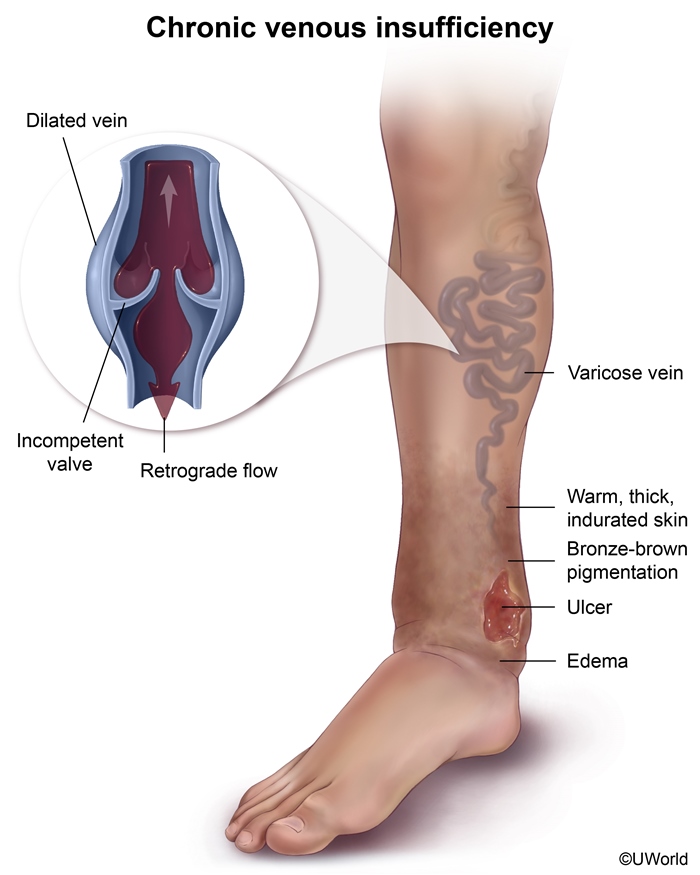 Chronic venous insufficiency
Dilated vein
Incompetent
valve
Retrograde flow
Varicose vein
Warm, thick,
indurated skin
Bronze-brown
pigmentation
Ulcer
Edema
©UWorld